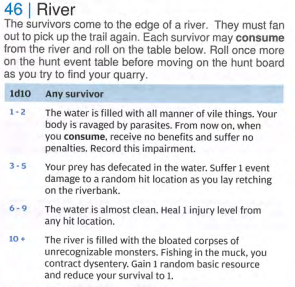 46 | River
The survivors come to the edge of a river. They must fan
out to pick up the trail again. Each survivor may consume
from the river and roll on the table below. Roll once more
on the hunt event table before moving on the hunt board
as you try to find your quarry.
1d10 Any survivor
1 - 2 The water is filled with all manner of vile things. Your
body is ravaged by parasites. From now on, when
you consume, receive no benefits and suffer no
penalties. Record this impairment.
3 - 5 Your prey has defecated in the water. Suffer 1 event
damage to a random hit location as you lay retching
on the riverbank.
6 - 9 The water is almost clean. Heal 1 injury level from
any hit location.
10 + The river is filled with the bloated corpses of
unrecognizable monsters. Fishing in the muck, you
contract dysentery. Gain 1 random basic resource
and reduce your survival to 1.